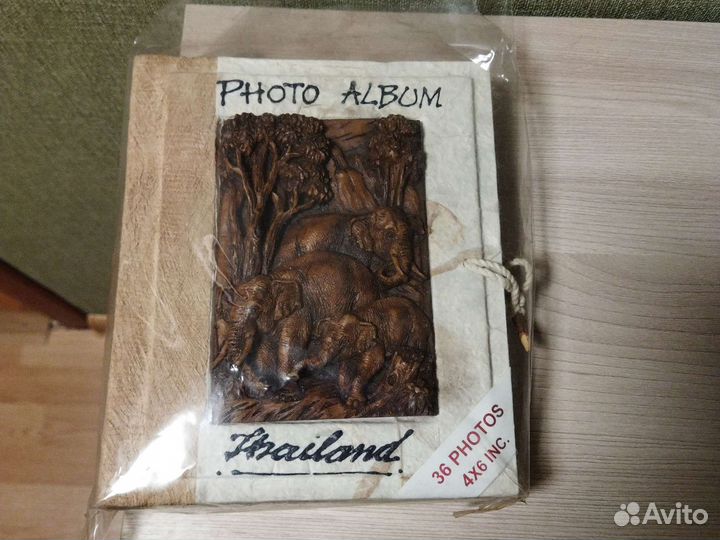 PHOTO ALBUM
Thailand
36 PHOTOS
4X6 INC.
Avito